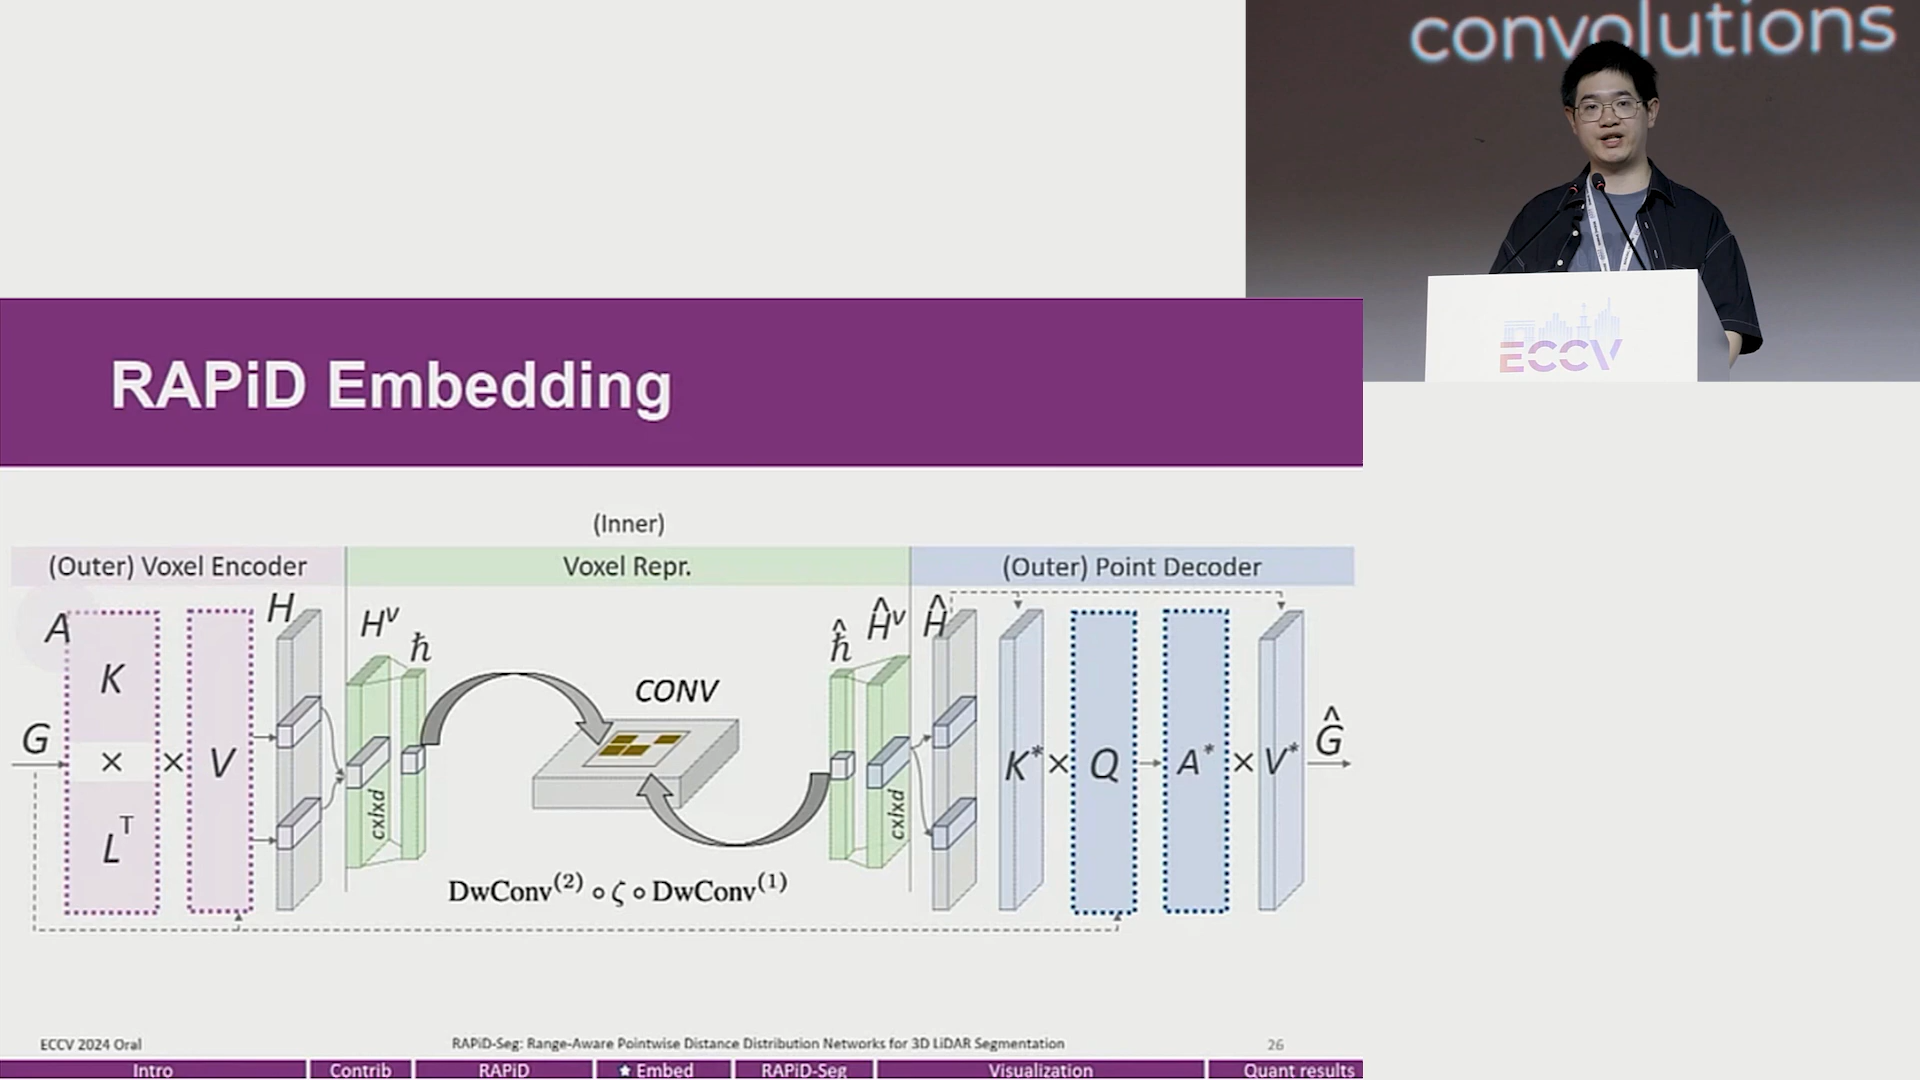 convolutions
ECCV
RAPiD Embedding
(Inner)
(Outer) Voxel Encoder
Voxel Repr.
(Outer) Point Decoder
A
K
×
L^T
G
×
V
H
H^V
ħ
cxlxd
CONV
DwConv^(2) ∘ ζ ∘ DwConv^(1)
ħ̂
Ĥ^V
cxlxd
Ĥ
K* × Q
A* × V*
Ĝ
ECCV 2024 Oral
RAPiD-Seg: Range-Aware Pointwise Distance Distribution Networks for 3D LiDAR Segmentation
26
Intro
Contrib
RAPiD
★ Embed
RAPiD-Seg
Visualization
Quant results